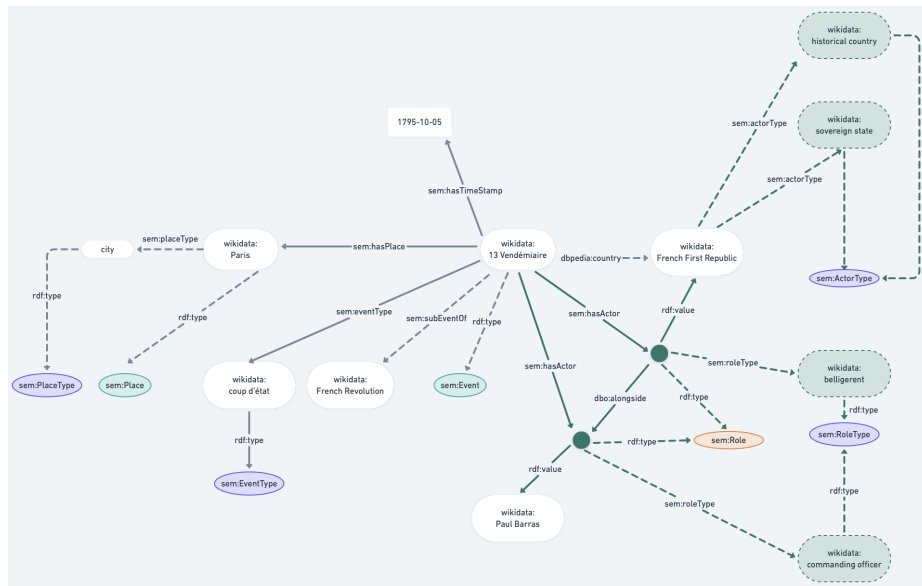 wikidata:
historical country
1795-10-05
sem:actorType
wikidata:
sovereign state
sem:actorType
sem:hasTimeStamp
city
sem:placeType
wikidata:
Paris
sem:hasPlace
wikidata:
13 Vendémiaire
dbpedia:country
wikidata:
French First Republic
sem:ActorType
rdf:type
rdf:type
sem:eventType
sem:subEventOf
rdf:type
sem:hasActor
rdf:value
sem:hasActor
sem:roleType
wikidata:
belligerent
sem:PlaceType
sem:Place
wikidata:
coup d'état
wikidata:
French Revolution
sem:Event
dbo:alongside
rdf:type
rdf:type
rdf:type
rdf:type
sem:Role
sem:RoleType
rdf:value
sem:EventType
sem:roleType
rdf:type
wikidata:
Paul Barras
wikidata:
commanding officer